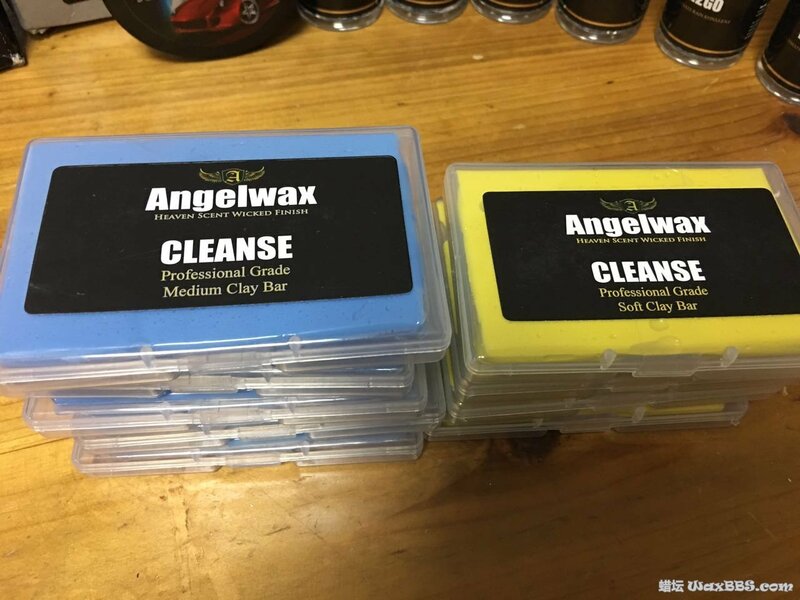 Angelwax
HEAVEN SCENT WICKED FINISH
CLEANSE
Professional Grade
Medium Clay Bar
Angelwax
HEAVEN SCENT WICKED FINISH
CLEANSE
Professional Grade
Soft Clay Bar
蜡坛 WaxBBS.com